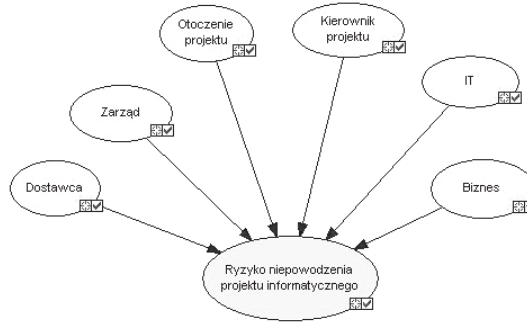 Otoczenie
projektu
Kierownik
projektu
IT
Zarząd
Dostawca
Biznes
Ryzyko niepowodzenia
projektu informatycznego